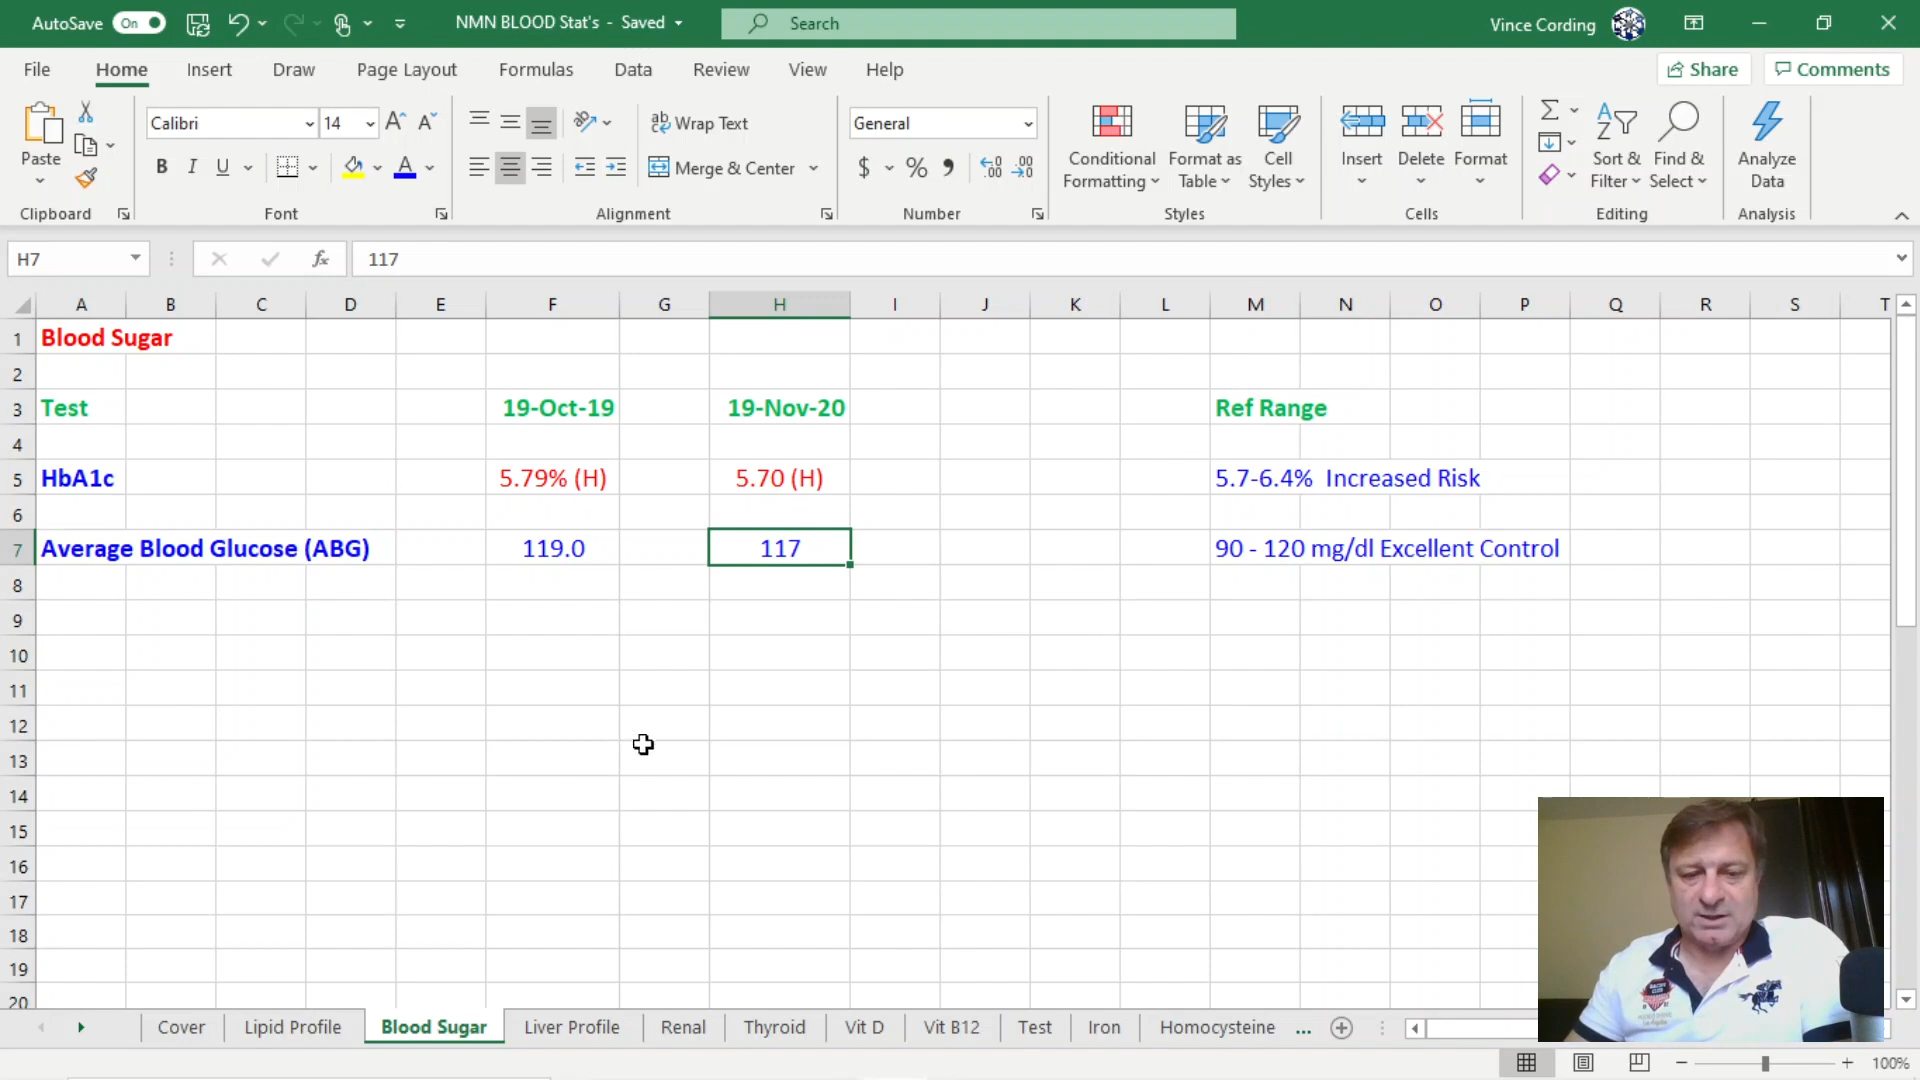 AutoSave On NMN BLOOD Stat's - Saved Search Vince Cording
File Home Insert Draw Page Layout Formulas Data Review View Help Share Comments
Calibri 14 Wrap Text General
Paste B I U A Merge & Center $ % Conditional Formatting Format as Table Cell Styles Insert Delete Format Sort & Filter Find & Select Analyze Data
Clipboard Font Alignment Number Styles Cells Editing Analysis
H7 fx 117
A B C D E F G H I J K L M N O P Q R S T
1 Blood Sugar
2
3 Test 19-Oct-19 19-Nov-20 Ref Range
4
5 HbA1c 5.79% (H) 5.70 (H) 5.7-6.4% Increased Risk
6
7 Average Blood Glucose (ABG) 119.0 117 90 - 120 mg/dl Excellent Control
8
9
10
11
12
13
14
15
16
17
18
19
20
Cover Lipid Profile Blood Sugar Liver Profile Renal Thyroid Vit D Vit B12 Test Iron Homocysteine ...
100%